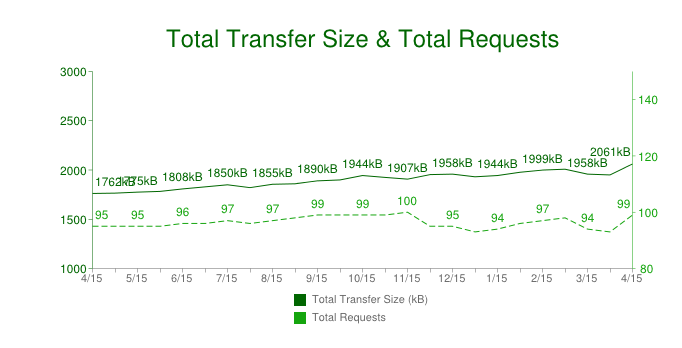 Total Transfer Size & Total Requests
3000
2500
2000
1500
1000
140
120
100
80
1762kB
1775kB
1808kB
1850kB
1855kB
1890kB
1944kB
1907kB
1958kB
1944kB
1999kB
1958kB
2061kB
95
95
96
97
97
99
99
100
95
94
97
94
99
4/15 5/15 6/15 7/15 8/15 9/15 10/15 11/15 12/15 1/15 2/15 3/15 4/15
Total Transfer Size (kB)
Total Requests